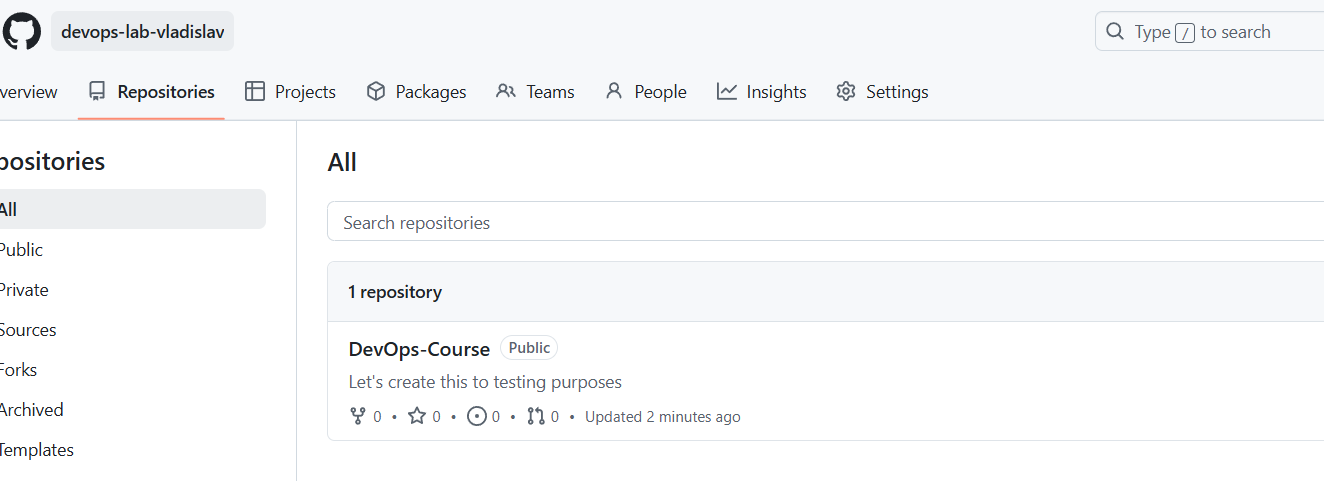 devops-lab-vladislav
Type / to search
verview Repositories Projects Packages Teams People Insights Settings
positories
All
Public
Private
Sources
Forks
Archived
Templates
All
Search repositories
1 repository
DevOps-Course Public
Let's create this to testing purposes
0 • 0 • 0 • 0 • Updated 2 minutes ago